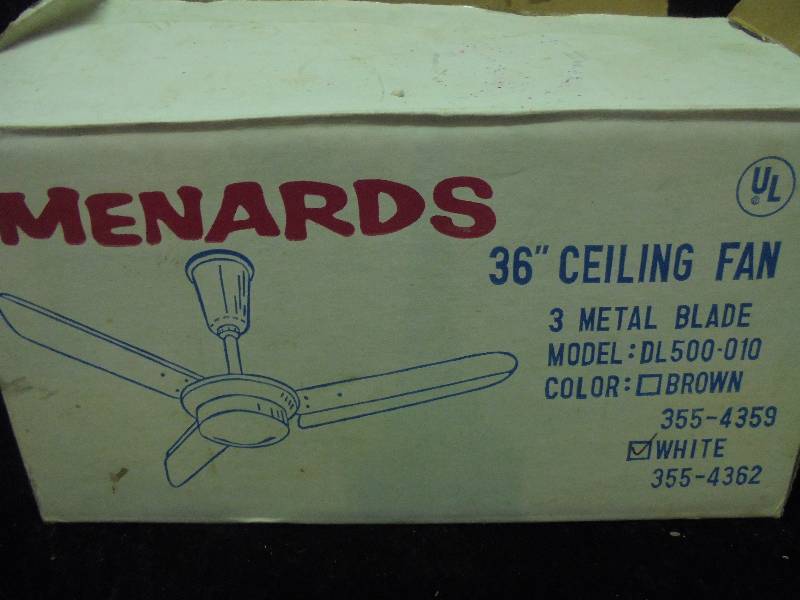 MENARDS
UL
36" CEILING FAN
3 METAL BLADE
MODEL: DL500-010
COLOR: BROWN
355-4359
WHITE
355-4362